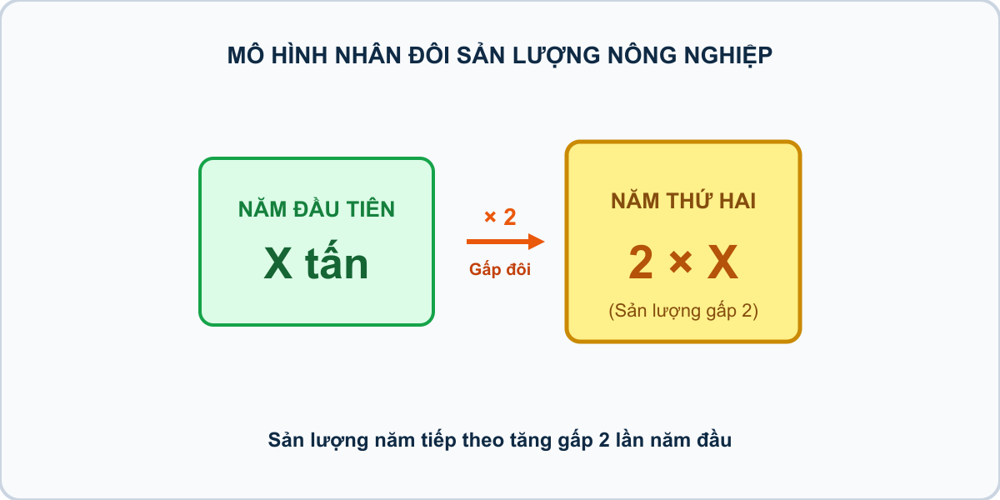 MÔ HÌNH NHÂN ĐÔI SẢN LƯỢNG NÔNG NGHIỆP
NĂM ĐẦU TIÊN
X tấn
× 2
Gấp đôi
NĂM THỨ HAI
2 × X
(Sản lượng gấp 2)
Sản lượng năm tiếp theo tăng gấp 2 lần năm đầu